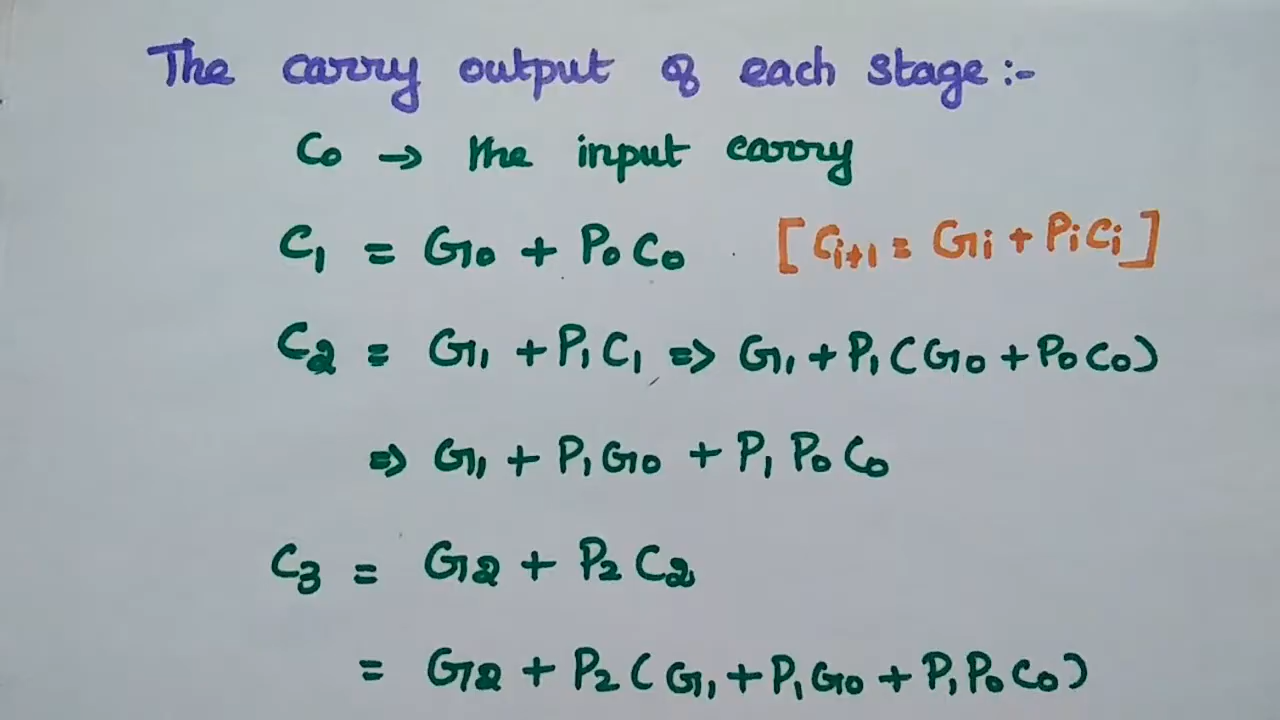 The carry output of each stage :-
C₀ → the input carry
C₁ = G₀ + P₀C₀ [Cᵢ₊₁ = Gᵢ + PᵢCᵢ]
C₂ = G₁ + P₁C₁ ⇒ G₁ + P₁(G₀ + P₀C₀)
⇒ G₁ + P₁G₀ + P₁P₀C₀
C₃ = G₂ + P₂C₂
= G₂ + P₂(G₁ + P₁G₀ + P₁P₀C₀)